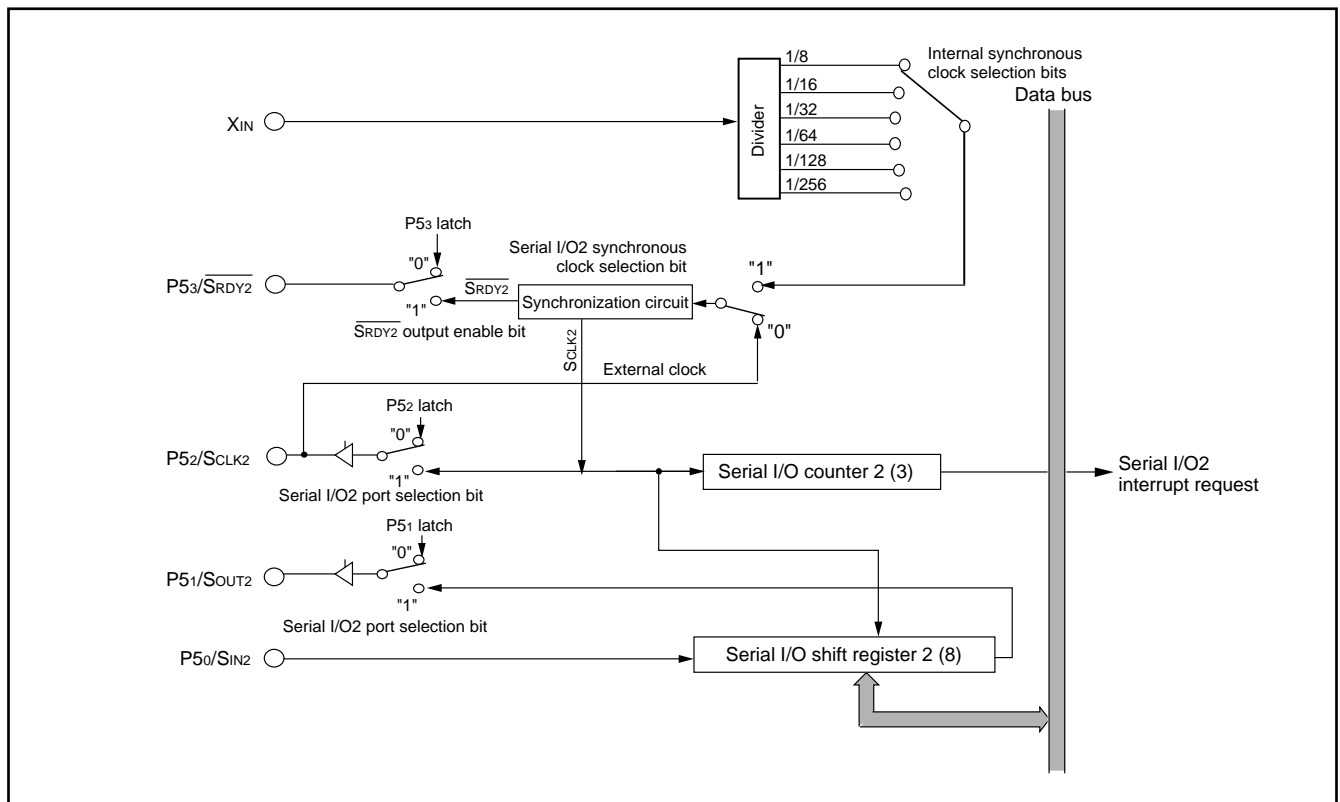 Internal synchronous
clock selection bits
Data bus
1/8
1/16
1/32
1/64
1/128
1/256
Divider
XIN
P53 latch
"0"
Serial I/O2 synchronous
clock selection bit
"1"
P53/SRDY2
SRDY2
Synchronization circuit
"1"
"0"
SRDY2 output enable bit
SCLK2
External clock
P52 latch
"0"
P52/SCLK2
"1"
Serial I/O2 port selection bit
Serial I/O counter 2 (3)
Serial I/O2
interrupt request
P51 latch
"0"
P51/SOUT2
"1"
Serial I/O2 port selection bit
P50/SIN2
Serial I/O shift register 2 (8)